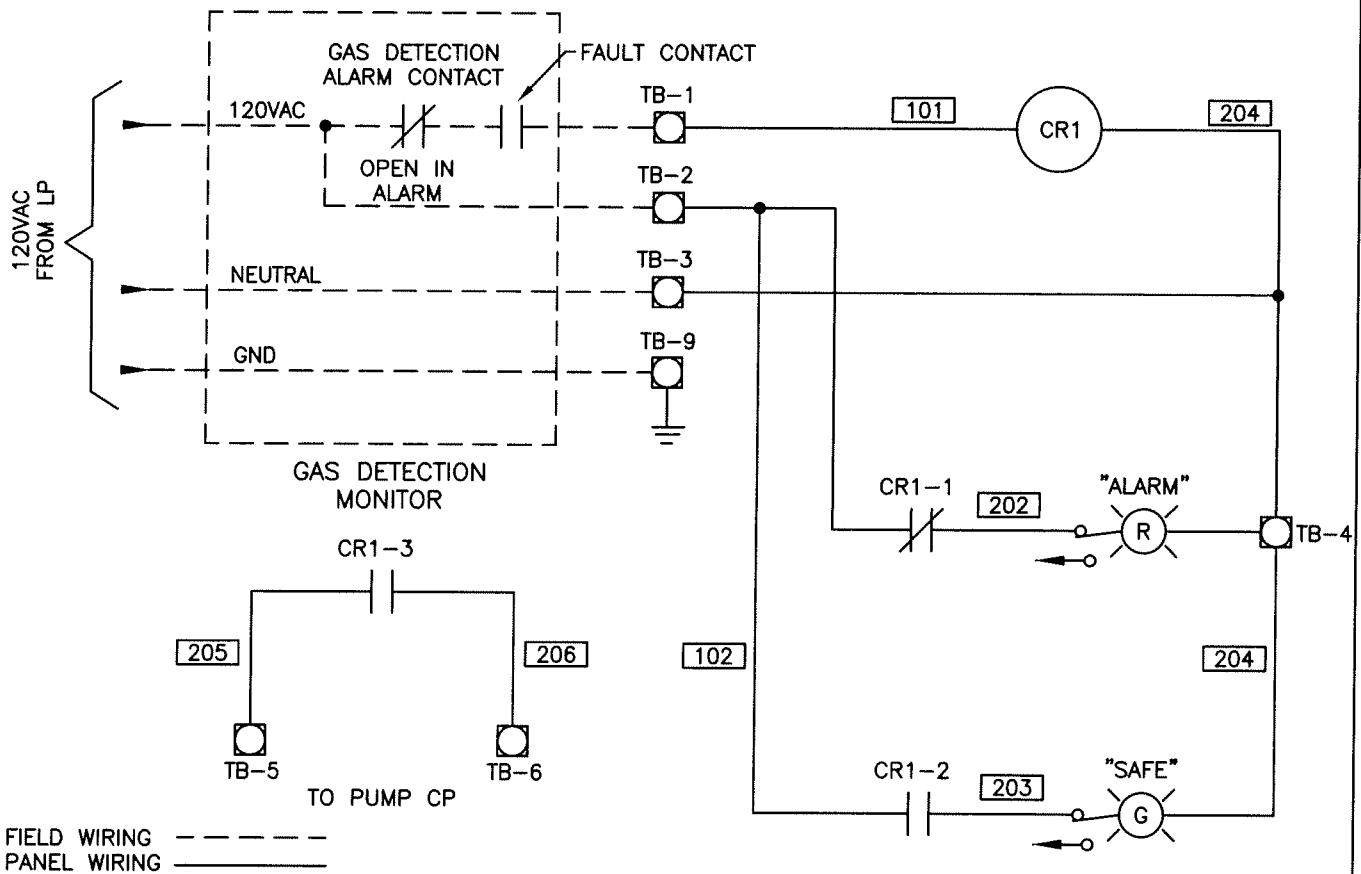 GAS DETECTION
ALARM CONTACT
FAULT CONTACT
120VAC
TB-1
101
CR1
204
OPEN IN
ALARM
TB-2
120VAC
FROM LP
NEUTRAL
TB-3
GND
TB-9
GAS DETECTION
MONITOR
CR1-1
202
"ALARM"
R
TB-4
CR1-3
205
206
102
204
TB-5
TB-6
TO PUMP CP
CR1-2
203
"SAFE"
G
FIELD WIRING
PANEL WIRING